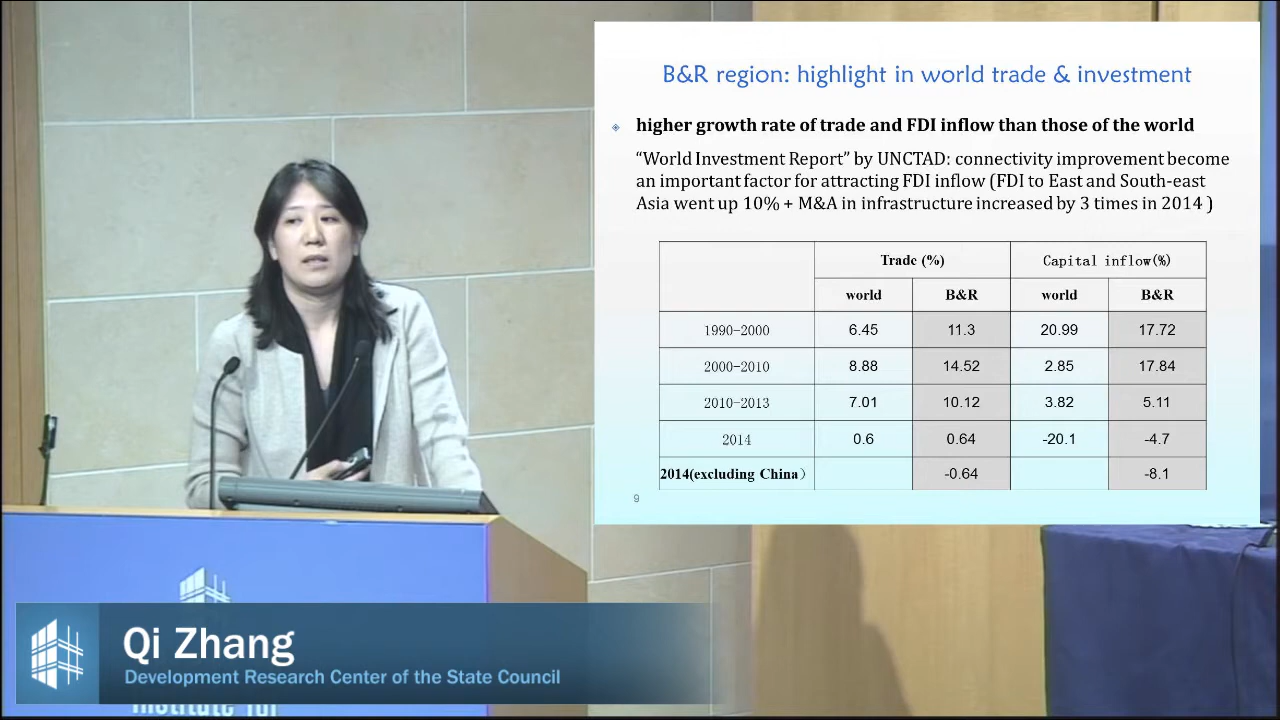 B&R region: highlight in world trade & investment
higher growth rate of trade and FDI inflow than those of the world
“World Investment Report” by UNCTAD: connectivity improvement become
an important factor for attracting FDI inflow (FDI to East and South-east
Asia went up 10% + M&A in infrastructure increased by 3 times in 2014 )
Trade (%) Capital inflow(%)
world B&R world B&R
1990-2000 6.45 11.3 20.99 17.72
2000-2010 8.88 14.52 2.85 17.84
2010-2013 7.01 10.12 3.82 5.11
2014 0.6 0.64 -20.1 -4.7
2014(excluding China) -0.64 -8.1
9
Qi Zhang
Development Research Center of the State Council
Institute for